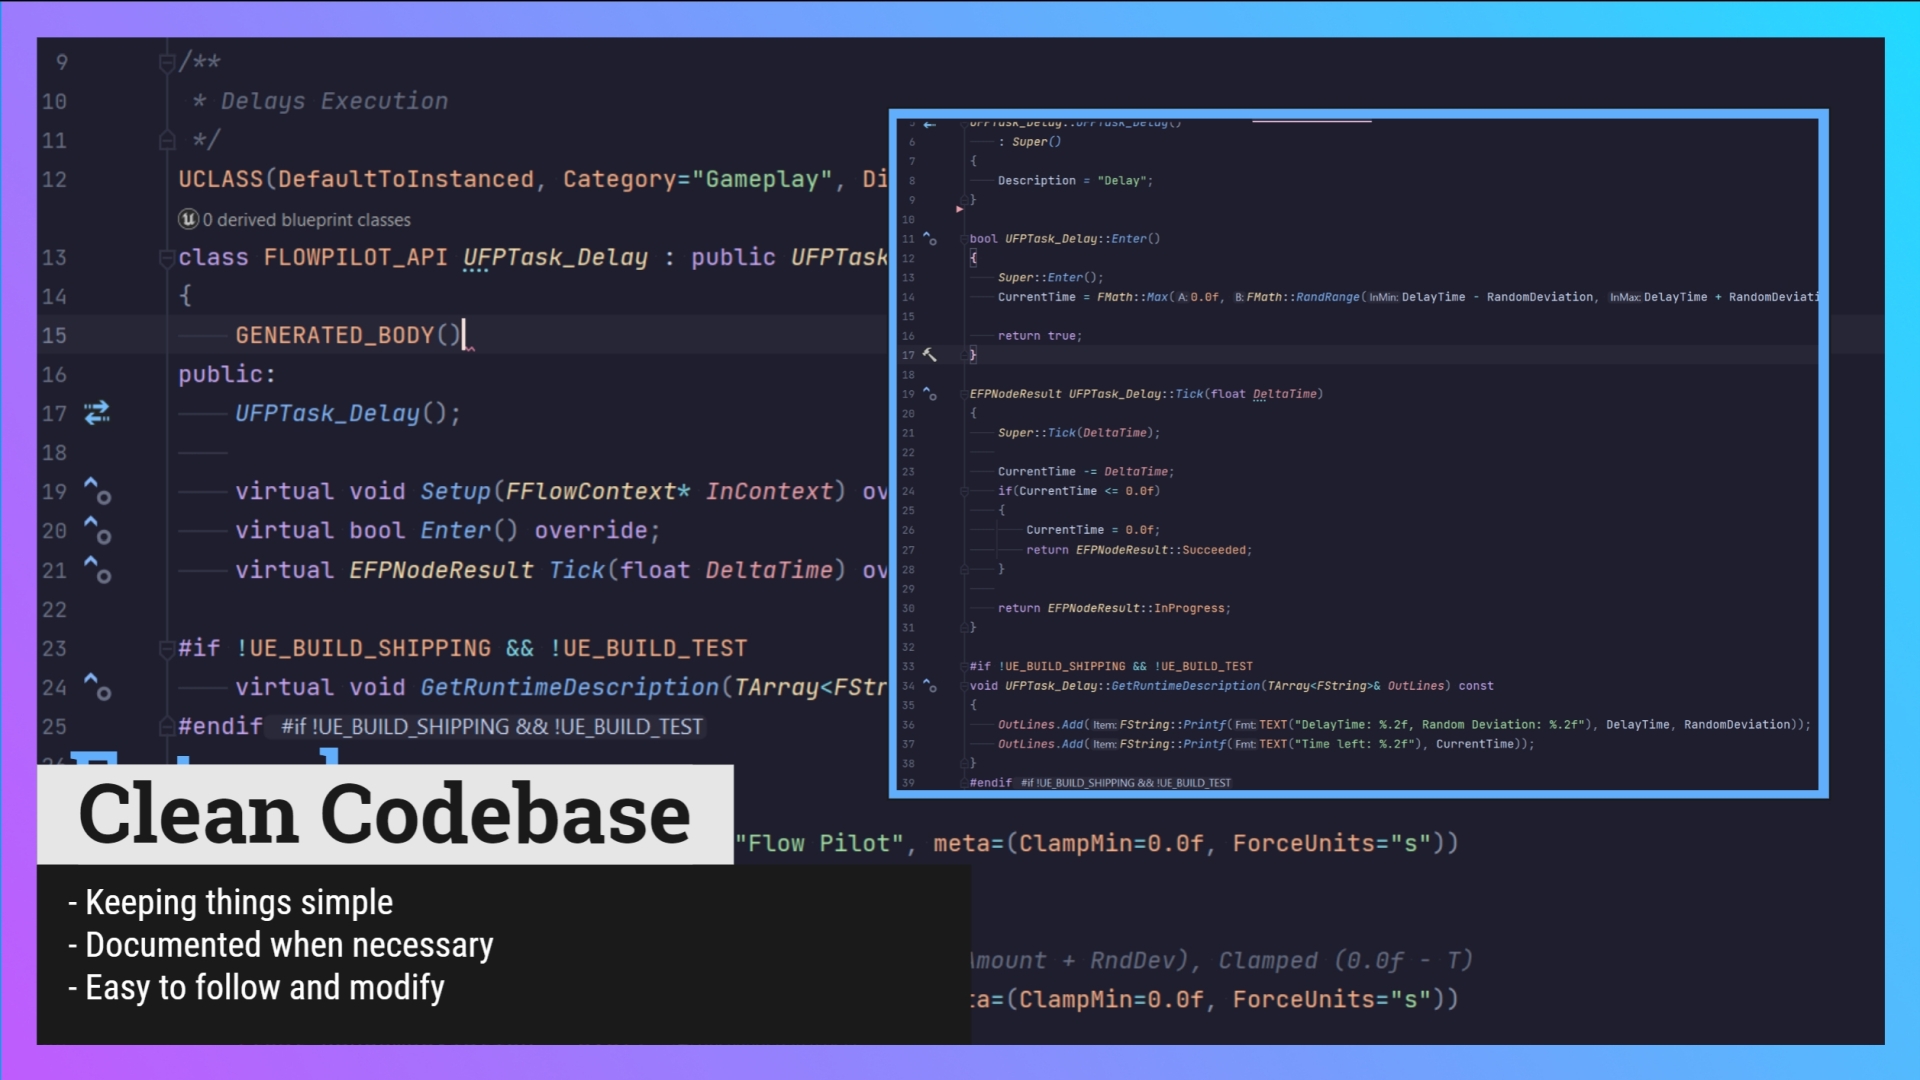 9 /**
10 * Delays Execution
11 */
12 UCLASS(DefaultToInstanced, Category="Gameplay", Di
0 derived blueprint classes
13 class FLOWPILOT_API UFPTask_Delay : public UFPTask
14 {
15 GENERATED_BODY()
16 public:
17 UFPTask_Delay();
18
19 virtual void Setup(FFlowContext* InContext) ov
20 virtual bool Enter() override;
21 virtual EFPNodeResult Tick(float DeltaTime) ov
22
23 #if !UE_BUILD_SHIPPING && !UE_BUILD_TEST
24 virtual void GetRuntimeDescription(TArray<FStr
25 #endif #if !UE_BUILD_SHIPPING && !UE_BUILD_TEST
"Flow Pilot", meta=(ClampMin=0.0f, ForceUnits="s"))
Amount + RndDev), Clamped (0.0f - T)
ta=(ClampMin=0.0f, ForceUnits="s"))
5 UFPTask_Delay::UFPTask_Delay()
6 : Super()
7 {
8 Description = "Delay";
9 }
10
11 bool UFPTask_Delay::Enter()
12 {
13 Super::Enter();
14 CurrentTime = FMath::Max(A: 0.0f, B: FMath::RandRange(InMin: DelayTime - RandomDeviation, InMax: DelayTime + RandomDeviati
15
16 return true;
17 }
18
19 EFPNodeResult UFPTask_Delay::Tick(float DeltaTime)
20 {
21 Super::Tick(DeltaTime);
22
23 CurrentTime -= DeltaTime;
24 if(CurrentTime <= 0.0f)
25 {
26 CurrentTime = 0.0f;
27 return EFPNodeResult::Succeeded;
28 }
29
30 return EFPNodeResult::InProgress;
31 }
32
33 #if !UE_BUILD_SHIPPING && !UE_BUILD_TEST
34 void UFPTask_Delay::GetRuntimeDescription(TArray<FString>& OutLines) const
35 {
36 OutLines.Add(Item: FString::Printf(Fmt: TEXT("DelayTime: %.2f, Random Deviation: %.2f"), DelayTime, RandomDeviation));
37 OutLines.Add(Item: FString::Printf(Fmt: TEXT("Time left: %.2f"), CurrentTime));
38 }
39 #endif #if !UE_BUILD_SHIPPING && !UE_BUILD_TEST
Clean Codebase
- Keeping things simple
- Documented when necessary
- Easy to follow and modify